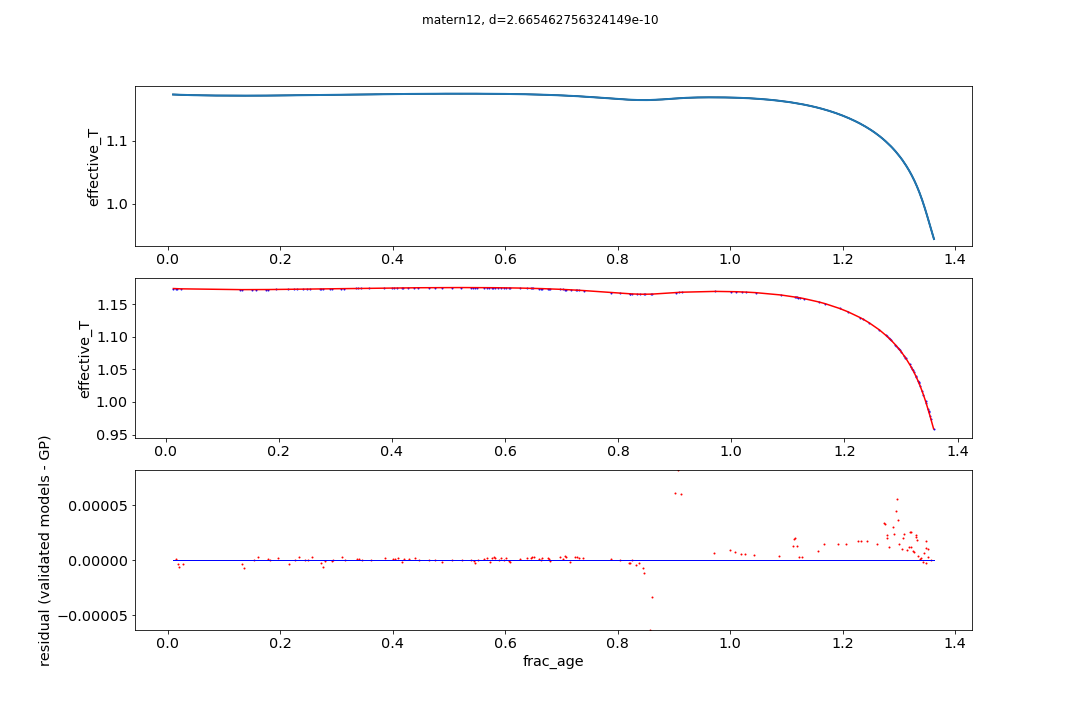 matern12, d=2.665462756324149e-10
effective_T
1.1
1.0
0.0 0.2 0.4 0.6 0.8 1.0 1.2 1.4
effective_T
1.15
1.10
1.05
1.00
0.95
0.0 0.2 0.4 0.6 0.8 1.0 1.2 1.4
residual (validated models - GP)
0.00005
0.00000
−0.00005
0.0 0.2 0.4 0.6 0.8 1.0 1.2 1.4
frac_age